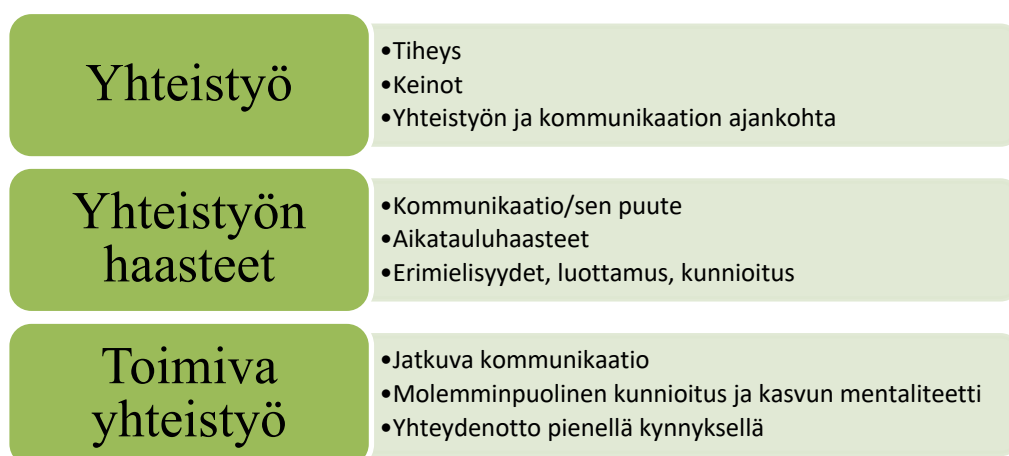 Yhteistyö
•Tiheys
•Keinot
•Yhteistyön ja kommunikaation ajankohta
Yhteistyön
haasteet
•Kommunikaatio/sen puute
•Aikatauluhaasteet
•Erimielisyydet, luottamus, kunnioitus
Toimiva
yhteistyö
•Jatkuva kommunikaatio
•Molemminpuolinen kunnioitus ja kasvun mentaliteetti
•Yhteydenotto pienellä kynnyksellä